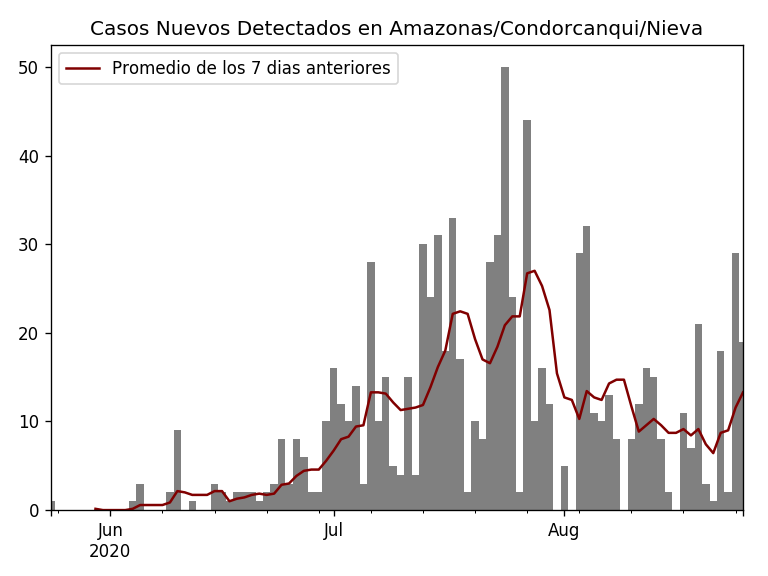 Casos Nuevos Detectados en Amazonas/Condorcanqui/Nieva
Promedio de los 7 dias anteriores
50
40
30
20
10
0
Jun
2020
Jul
Aug